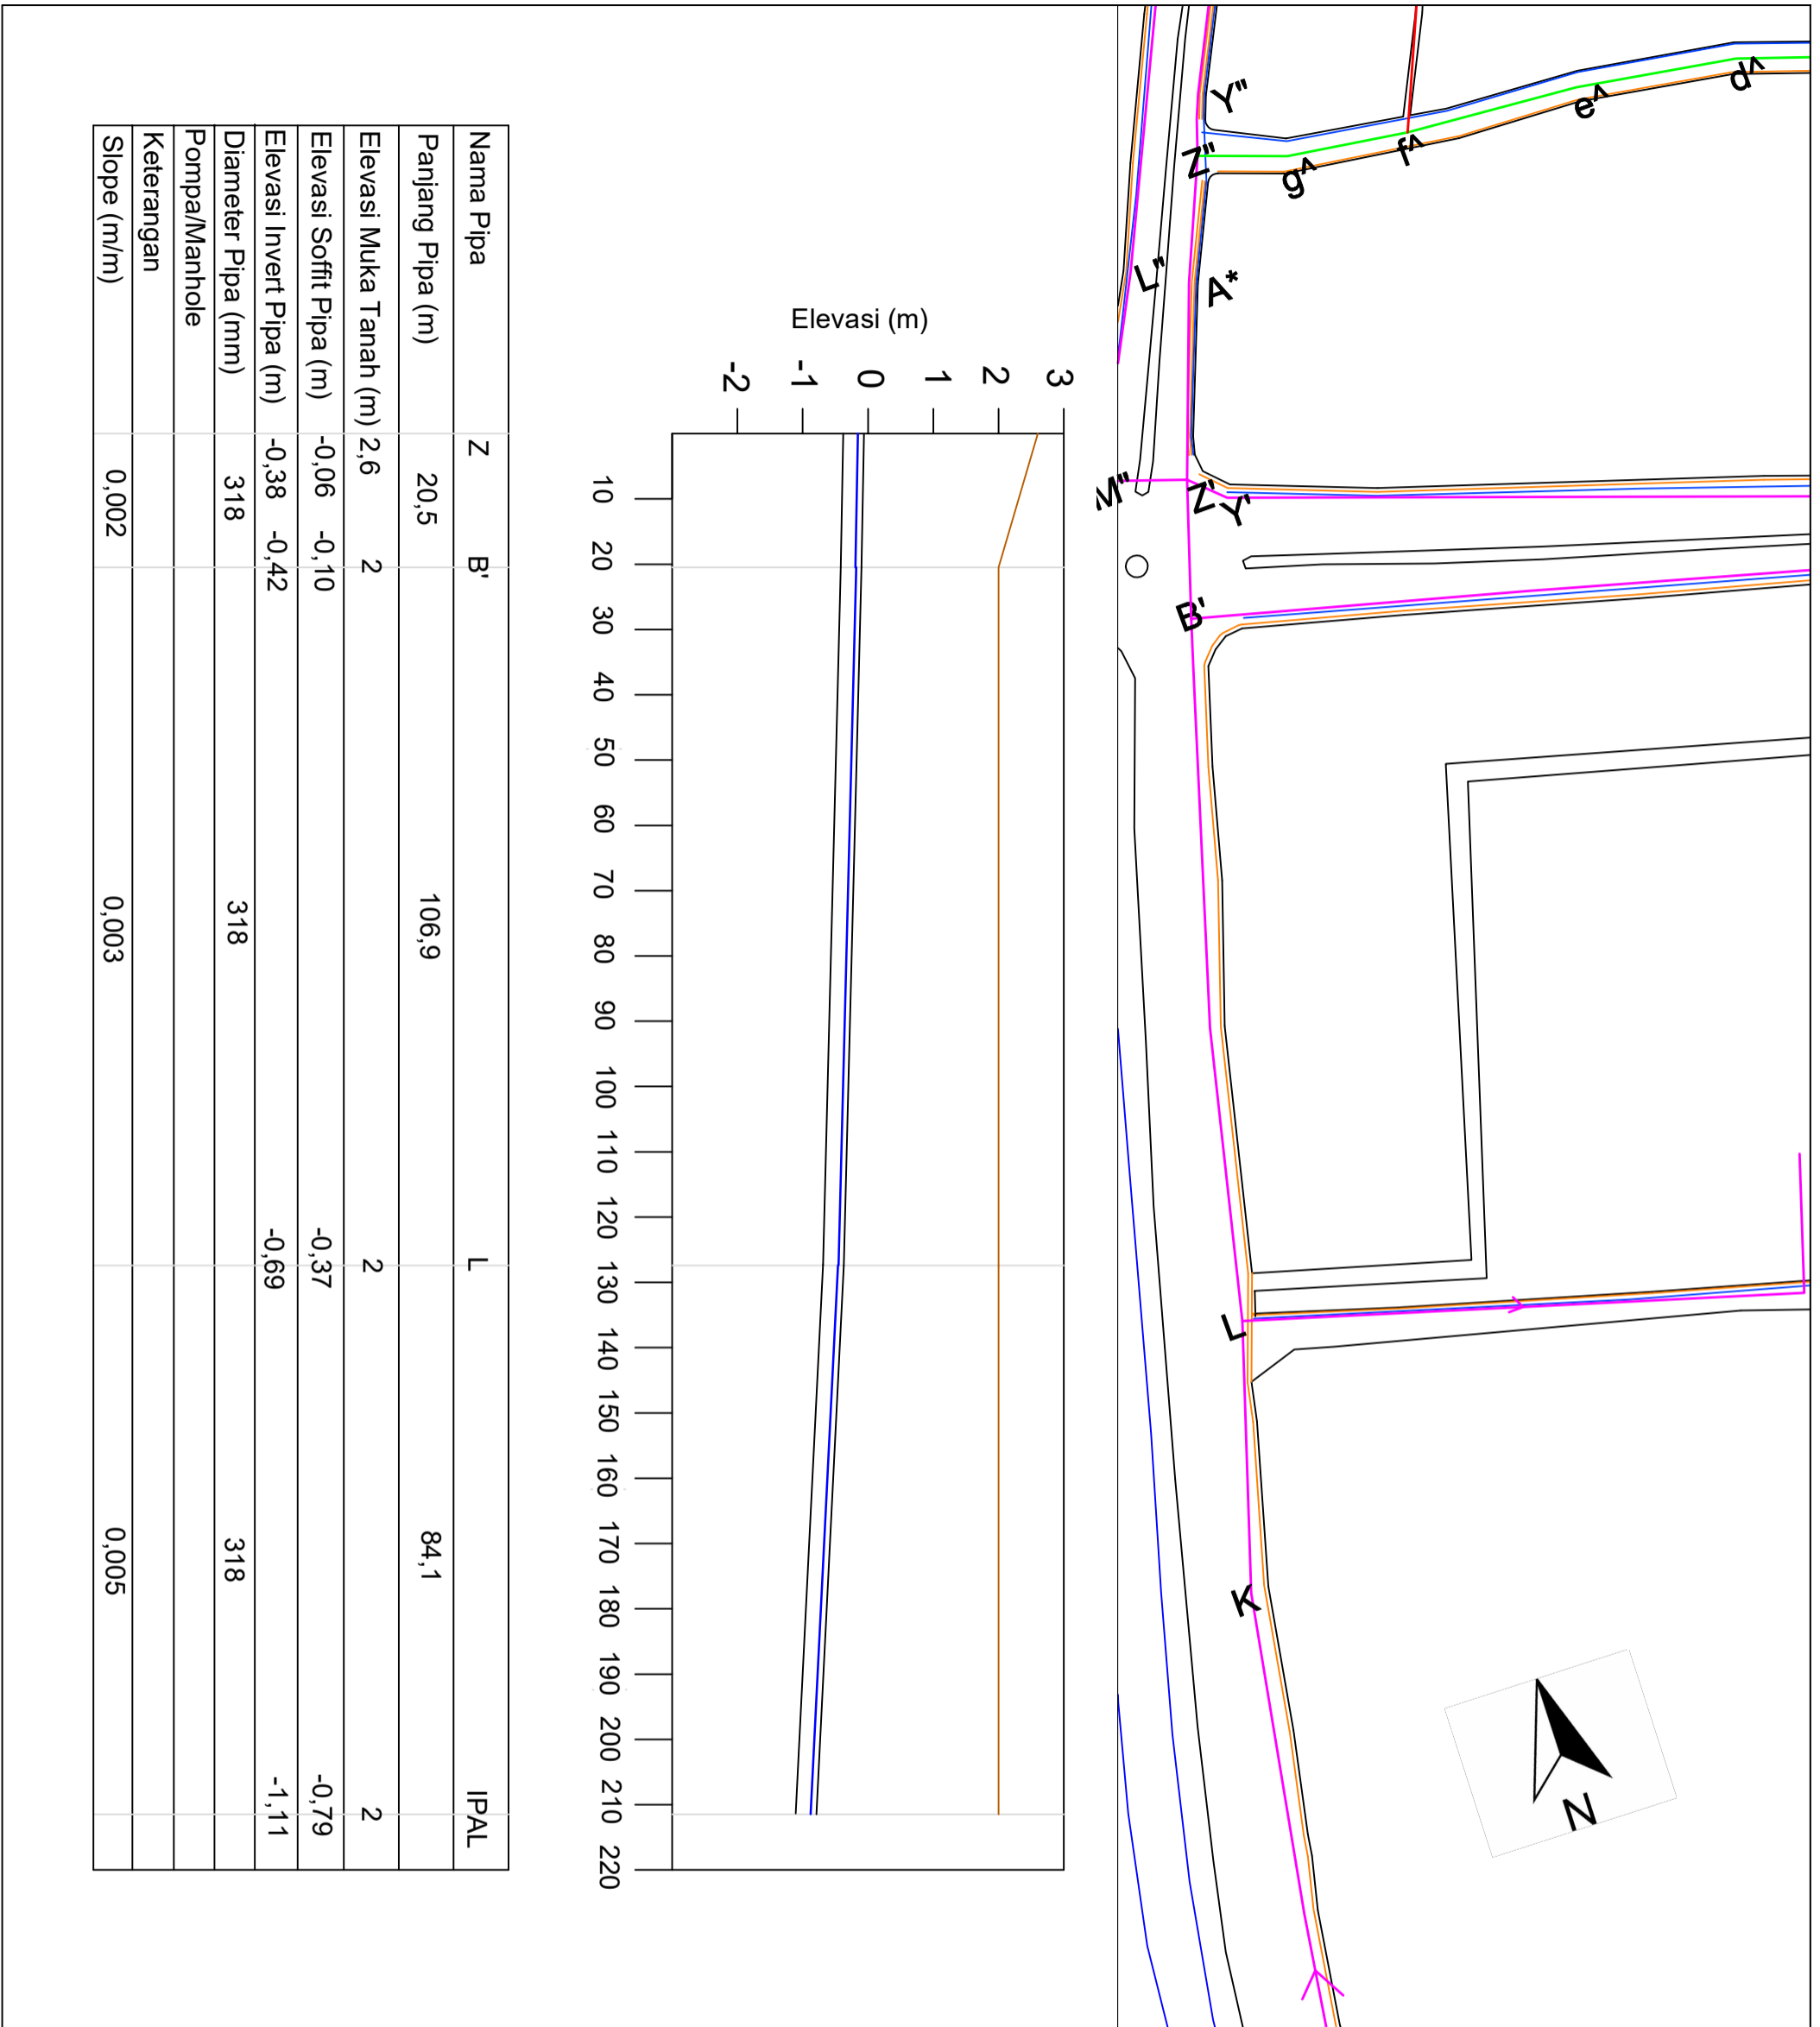 d^
e^
f^
g^
Y"
Z"
L"
A*
M"
Z'
Y'
B'
L
K
N
Elevasi (m)
3
2
1
0
-1
-2
10 20 30 40 50 60 70 80 90 100 110 120 130 140 150 160 170 180 190 200 210 220
Nama Pipa Z B' L IPAL
Panjang Pipa (m) 20,5 106,9 84,1
Elevasi Muka Tanah (m) 2,6 2 2 2
Elevasi Soffit Pipa (m) -0,06 -0,10 -0,37 -0,79
Elevasi Invert Pipa (m) -0,38 -0,42 -0,69 -1,11
Diameter Pipa (mm) 318 318 318
Pompa/Manhole
Keterangan
Slope (m/m) 0,002 0,003 0,005